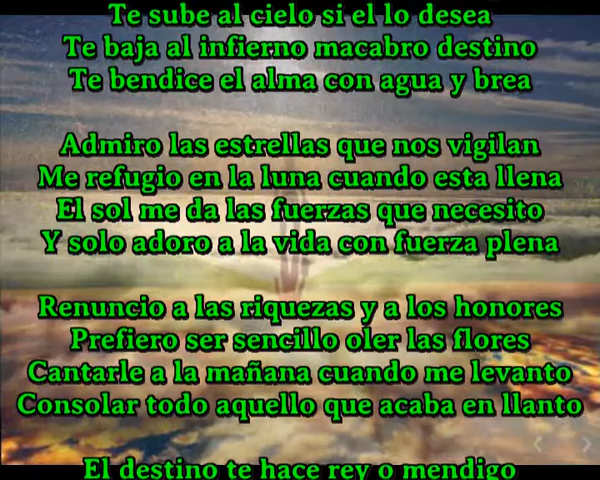 Te sube al cielo si el lo desea
Te baja al infierno macabro destino
Te bendice el alma con agua y brea
Admiro las estrellas que nos vigilan
Me refugio en la luna cuando esta llena
El sol me da las fuerzas que necesito
Y solo adoro a la vida con fuerza plena
Renuncio a las riquezas y a los honores
Prefiero ser sencillo oler las flores
Cantarle a la mañana cuando me levanto
Consolar todo aquello que acaba en llanto
El destino te hace rey o mendigo